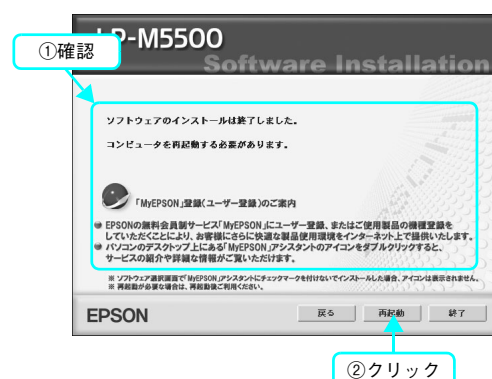 ①確認
LP-M5500
Software Installation
ソフトウェアのインストールは終了しました。
コンピュータを再起動する必要があります。
「MyEPSON」登録(ユーザー登録)のご案内
EPSONの無料会員制サービス「MyEPSON」にユーザー登録、またはご使用製品の機種登録を
していただくことにより、お客様にさらに快適な製品使用環境をインターネット上で提供いたします。
パソコンのデスクトップ上にある「MyEPSON」アシスタントのアイコンをダブルクリックすると、
サービスの紹介や詳細な情報がご覧いただけます。
※ ソフトウェア選択画面で「MyEPSON」アシスタントにチェックマークを付けないでインストールした場合、アイコンは表示されません。
※ 再起動が必要な場合は、再起動後ご利用ください。
EPSON
戻る 再起動 終了
②クリック